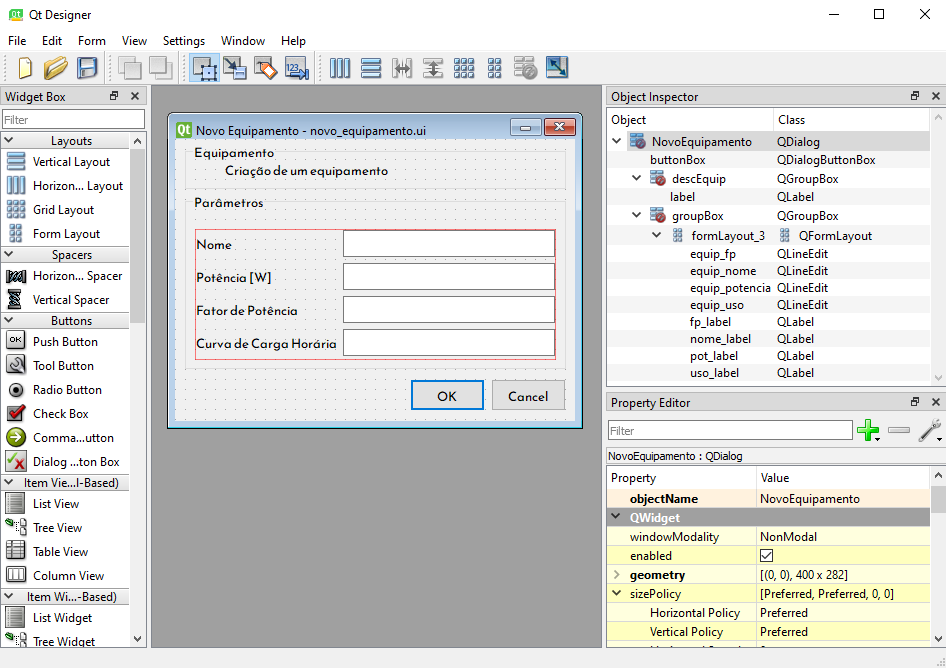 Qt Designer
File Edit Form View Settings Window Help
Widget Box
Filter
Layouts
Vertical Layout
Horizon... Layout
Grid Layout
Form Layout
Spacers
Horizon... Spacer
Vertical Spacer
Buttons
Push Button
Tool Button
Radio Button
Check Box
Comma...utton
Dialog ...ton Box
Item Vie...l-Based)
List View
Tree View
Table View
Column View
Item Wi...-Based)
List Widget
Tree Widget
Novo Equipamento - novo_equipamento.ui
Equipamento
Criação de um equipamento
Parâmetros
Nome
Potência [W]
Fator de Potência
Curva de Carga Horária
OK Cancel
Object Inspector
Object Class
NovoEquipamento QDialog
buttonBox QDialogButtonBox
descEquip QGroupBox
label QLabel
groupBox QGroupBox
formLayout_3 QFormLayout
equip_fp QLineEdit
equip_nome QLineEdit
equip_potencia QLineEdit
equip_uso QLineEdit
fp_label QLabel
nome_label QLabel
pot_label QLabel
uso_label QLabel
Property Editor
Filter
NovoEquipamento : QDialog
Property Value
objectName NovoEquipamento
QWidget
windowModality NonModal
enabled
geometry [(0, 0), 400 x 282]
sizePolicy [Preferred, Preferred, 0, 0]
Horizontal Policy Preferred
Vertical Policy Preferred